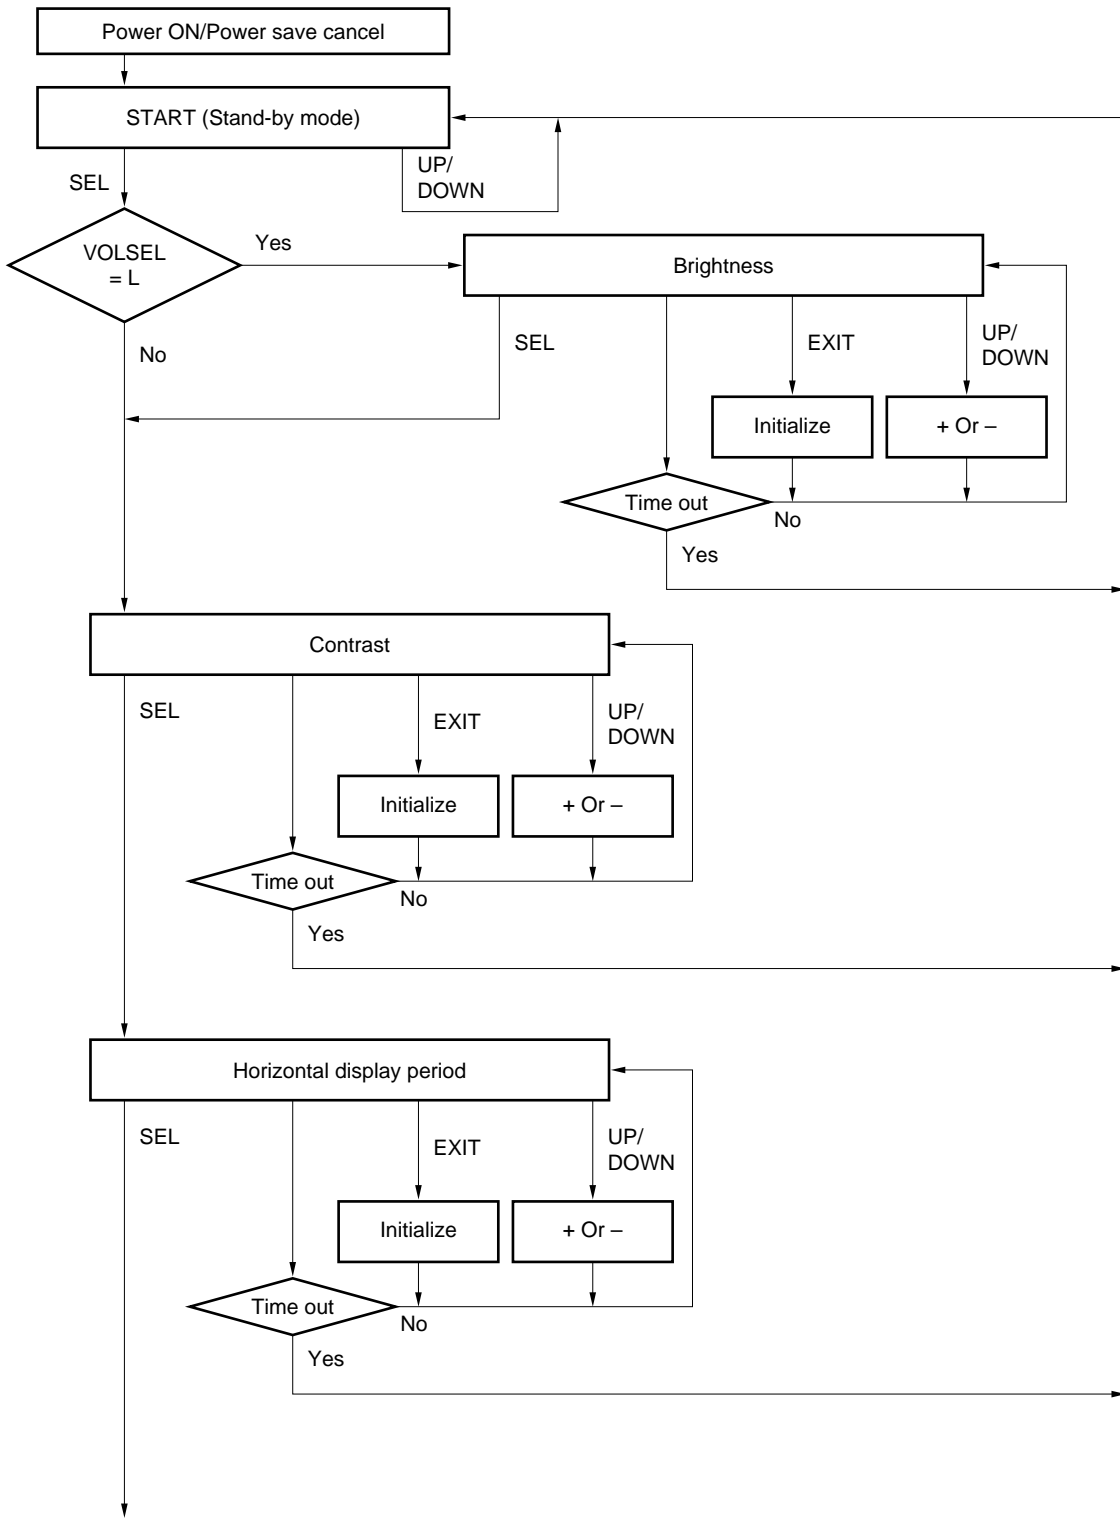 Power ON/Power save cancel
START (Stand-by mode)
UP/
DOWN
SEL
VOLSEL
= L
Yes
No
Brightness
SEL
EXIT
UP/
DOWN
Initialize
+ Or –
Time out
No
Yes
Contrast
SEL
EXIT
UP/
DOWN
Initialize
+ Or –
Time out
No
Yes
Horizontal display period
SEL
EXIT
UP/
DOWN
Initialize
+ Or –
Time out
No
Yes